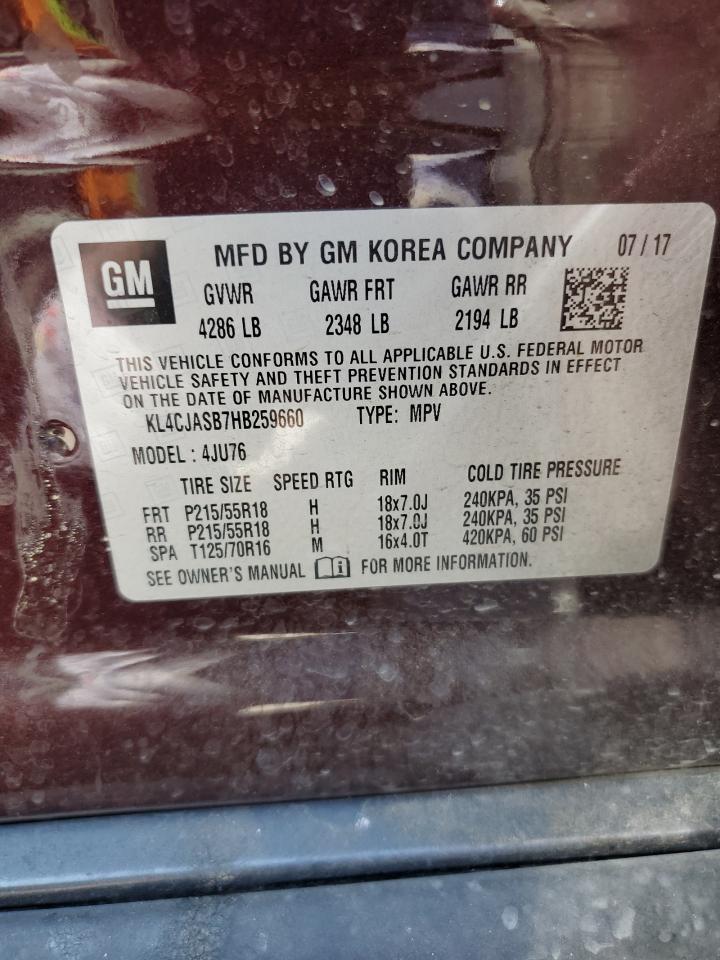 GM
MFD BY GM KOREA COMPANY 07/17
GVWR GAWR FRT GAWR RR
4286 LB 2348 LB 2194 LB
THIS VEHICLE CONFORMS TO ALL APPLICABLE U.S. FEDERAL MOTOR
VEHICLE SAFETY AND THEFT PREVENTION STANDARDS IN EFFECT
ON THE DATE OF MANUFACTURE SHOWN ABOVE.
KL4CJASB7HB259660 TYPE: MPV
MODEL : 4JU76
TIRE SIZE SPEED RTG RIM COLD TIRE PRESSURE
FRT P215/55R18 H 18x7.0J 240KPA, 35 PSI
RR P215/55R18 H 18x7.0J 240KPA, 35 PSI
SPA T125/70R16 M 16x4.0T 420KPA, 60 PSI
SEE OWNER'S MANUAL i FOR MORE INFORMATION.